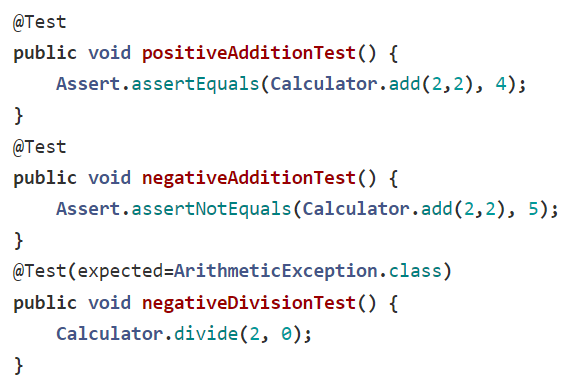 @Test
public void positiveAdditionTest() {
    Assert.assertEquals(Calculator.add(2,2), 4);
}
@Test
public void negativeAdditionTest() {
    Assert.assertNotEquals(Calculator.add(2,2), 5);
}
@Test(expected=ArithmeticException.class)
public void negativeDivisionTest() {
    Calculator.divide(2, 0);
}